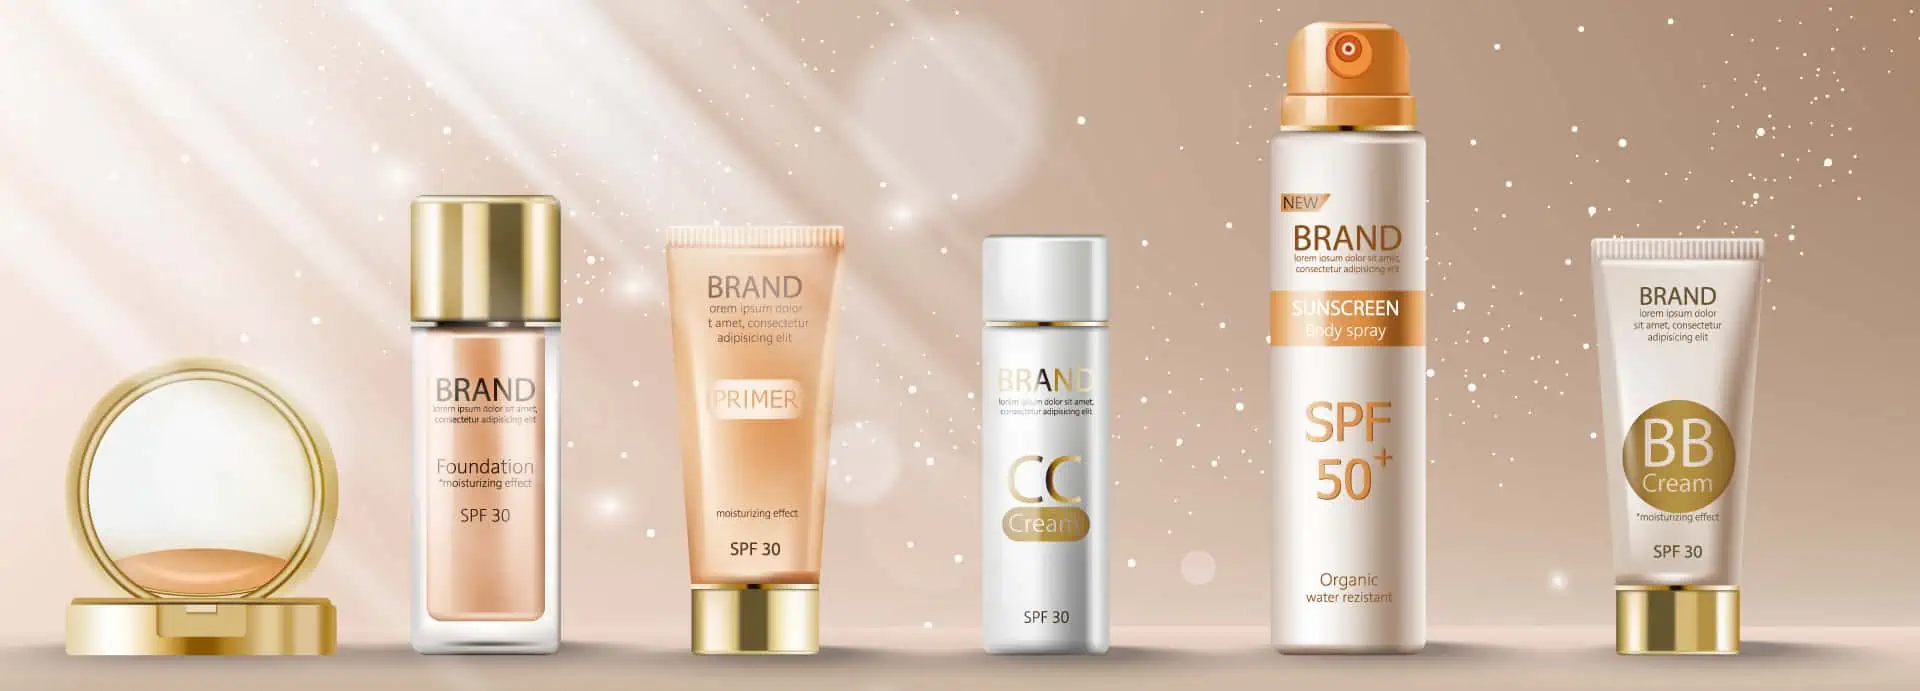 BRAND
lorem ipsum dolor sit amet,
consectetur adipisicing elit
Foundation
*moisturizing effect
SPF 30
BRAND
orem ipsum dolor
t amet, consectetur
adipisicing elit
PRIMER
moisturizing effect
SPF 30
BRAND
lorem ipsum dolor sit amet,
consectetur adipisicing elit
CC
Cream
SPF 30
NEW
BRAND
lorem ipsum dolor sit amis,
consectetur adipisicing elit
SUNSCREEN
Body spray
SPF
50+
Organic
water rezistant
BRAND
lorem ipsum dolor
sit amet, consectetur
adipisicing elit
BB
Cream
*moisturizing effect
SPF 30